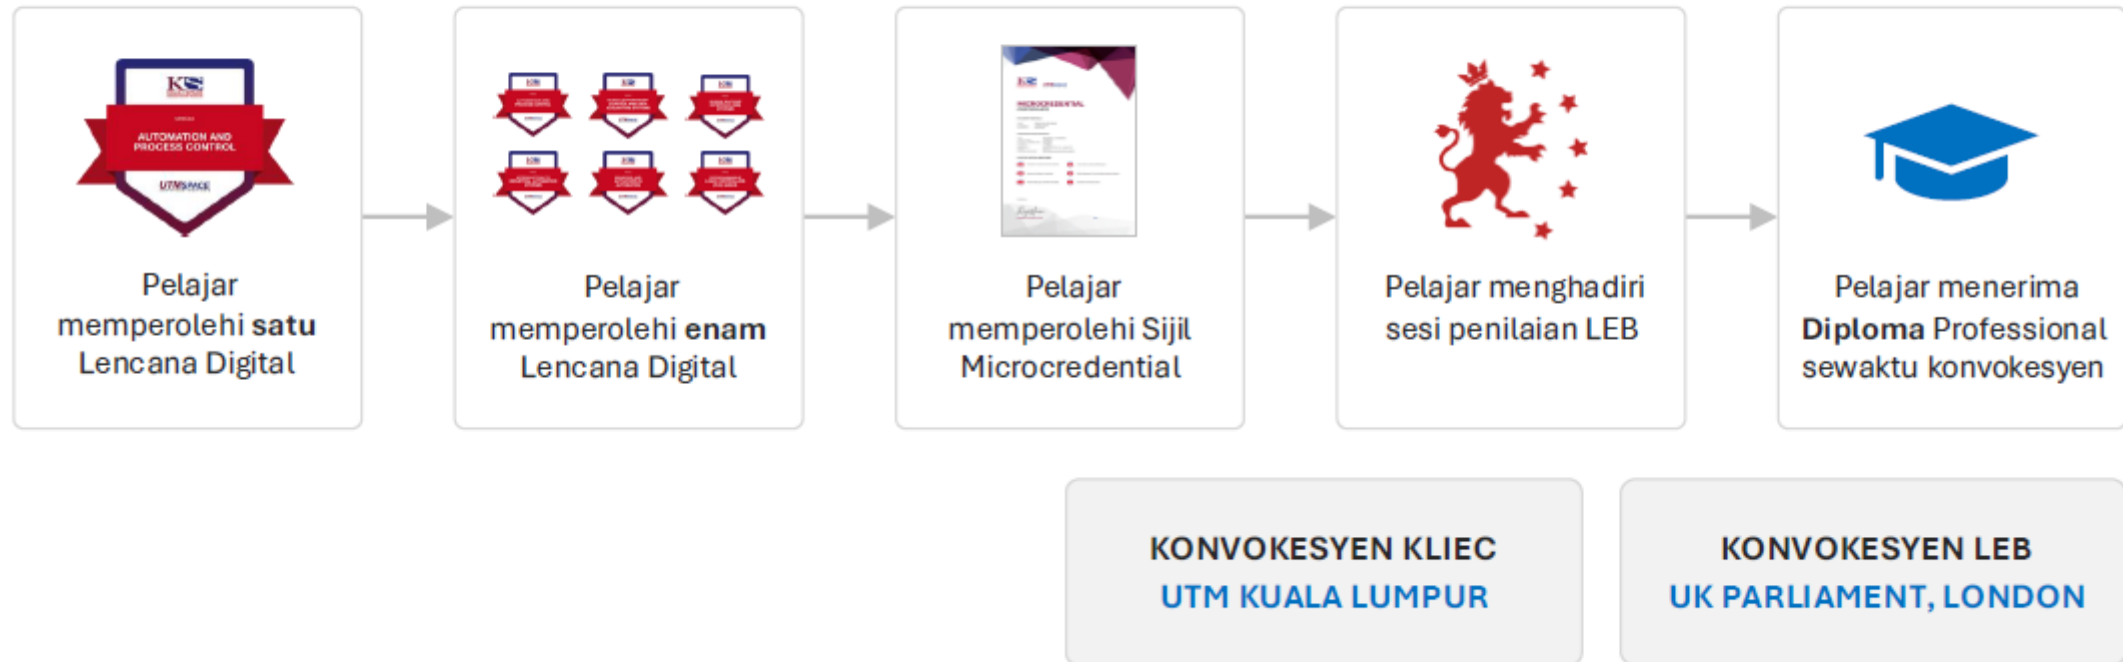 AUTOMATION AND
PROCESS CONTROL
UTMSPACE
MICROCREDENTIAL
Pelajar
memperolehi satu
Lencana Digital
Pelajar
memperolehi enam
Lencana Digital
Pelajar
memperolehi Sijil
Microcredential
Pelajar menghadiri
sesi penilaian LEB
Pelajar menerima
Diploma Professional
sewaktu konvokesyen
KONVOKESYEN KLIEC
UTM KUALA LUMPUR
KONVOKESYEN LEB
UK PARLIAMENT, LONDON